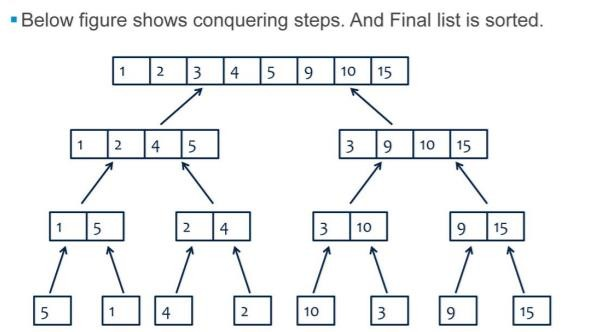 ▪ Below figure shows conquering steps. And Final list is sorted.
1 2 3 4 5 9 10 15
1 2 4 5 3 9 10 15
1 5 2 4 3 10 9 15
5 1 4 2 10 3 9 15